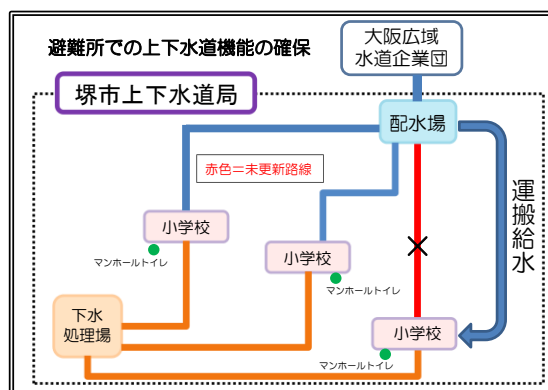 避難所での上下水道機能の確保
大阪広域
水道企業団
堺市上下水道局
配水場
赤色＝未更新路線
運搬給水
小学校
マンホールトイレ
小学校
マンホールトイレ
下水
処理場
小学校
マンホールトイレ